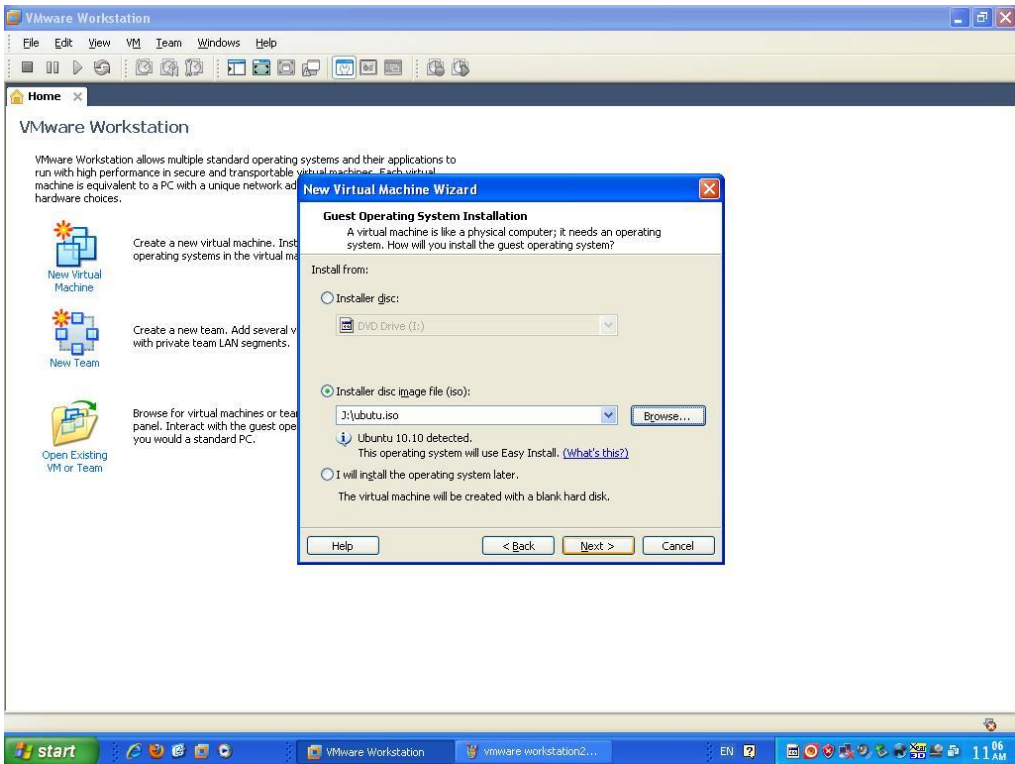 VMware Workstation
File Edit View VM Team Windows Help
Home
VMware Workstation
VMware Workstation allows multiple standard operating systems and their applications to
run with high performance in secure and transportable virtual machines. Each virtual
machine is equivalent to a PC with a unique network ad
hardware choices.
New Virtual
Machine
Create a new virtual machine. Inst
operating systems in the virtual ma
New Team
Create a new team. Add several v
with private team LAN segments.
Open Existing
VM or Team
Browse for virtual machines or tea
panel. Interact with the guest ope
you would a standard PC.
New Virtual Machine Wizard
Guest Operating System Installation
A virtual machine is like a physical computer; it needs an operating
system. How will you install the guest operating system?
Install from:
Installer disc:
DVD Drive (I:)
Installer disc image file (iso):
J:\ubutu.iso
Browse...
Ubuntu 10.10 detected.
This operating system will use Easy Install. (What's this?)
I will install the operating system later.
The virtual machine will be created with a blank hard disk.
Help < Back Next > Cancel
start VMware Workstation vmware workstation2... EN 11 06 AM